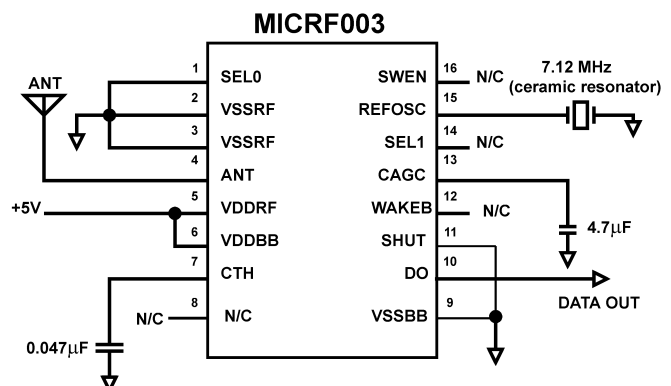 MICRF003
ANT
+5V
1 SEL0
2 VSSRF
3 VSSRF
4 ANT
5 VDDRF
6 VDDBB
7 CTH
8 N/C
N/C
0.047μF
SWEN 16 N/C
REFOSC 15
SEL1 14 N/C
CAGC 13
WAKEB 12 N/C
SHUT 11
DO 10
VSSBB 9
7.12 MHz
(ceramic resonator)
4.7μF
DATA OUT